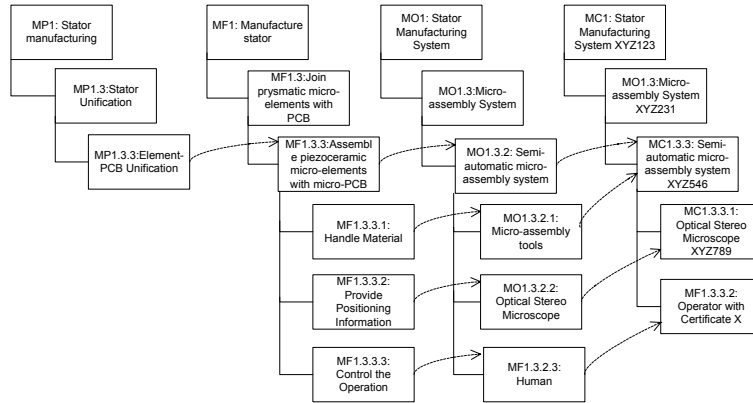 MP1: Stator
manufacturing
MP1.3:Stator
Unification
MP1.3.3:Element-
PCB Unification
MF1: Manufacture
stator
MF1.3:Join
prysmatic micro-
elements with
PCB
MF1.3.3:Assembl
e piezoceramic
micro-elements
with micro-PCB
MF1.3.3.1:
Handle Material
MF1.3.3.2:
Provide
Positioning
Information
MF1.3.3.3:
Control the
Operation
MO1: Stator
Manufacturing
System
MO1.3:Micro-
assembly System
MO1.3.2: Semi-
automatic micro-
assembly system
MO1.3.2.1:
Micro-assembly
tools
MO1.3.2.2:
Optical Stereo
Microscope
MF1.3.2.3:
Human
MC1: Stator
Manufacturing
System XYZ123
MO1.3:Micro-
assembly System
XYZ231
MC1.3.3: Semi-
automatic micro-
assembly system
XYZ546
MC1.3.3.1:
Optical Stereo
Microscope
XYZ789
MF1.3.3.2:
Operator with
Certificate X